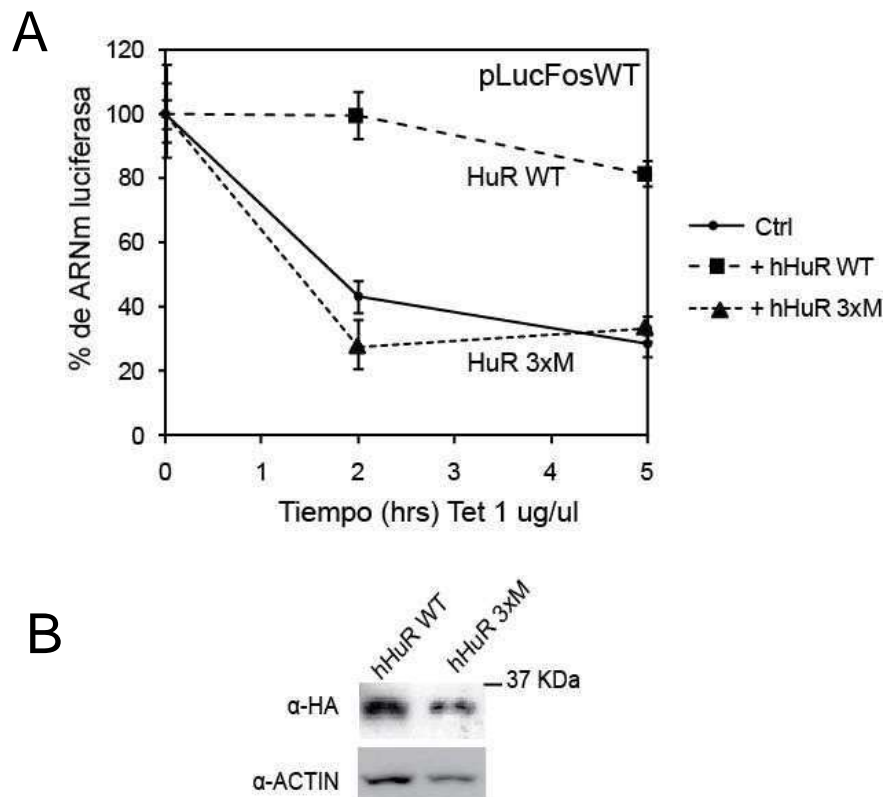 A
% de ARNm luciferasa
120
100
80
60
40
20
0
pLucFosWT
HuR WT
HuR 3xM
0 1 2 3 4 5
Tiempo (hrs) Tet 1 ug/ul
Ctrl
+ hHuR WT
+ hHuR 3xM
B
hHuR WT hHuR 3xM
37 KDa
α-HA
α-ACTIN